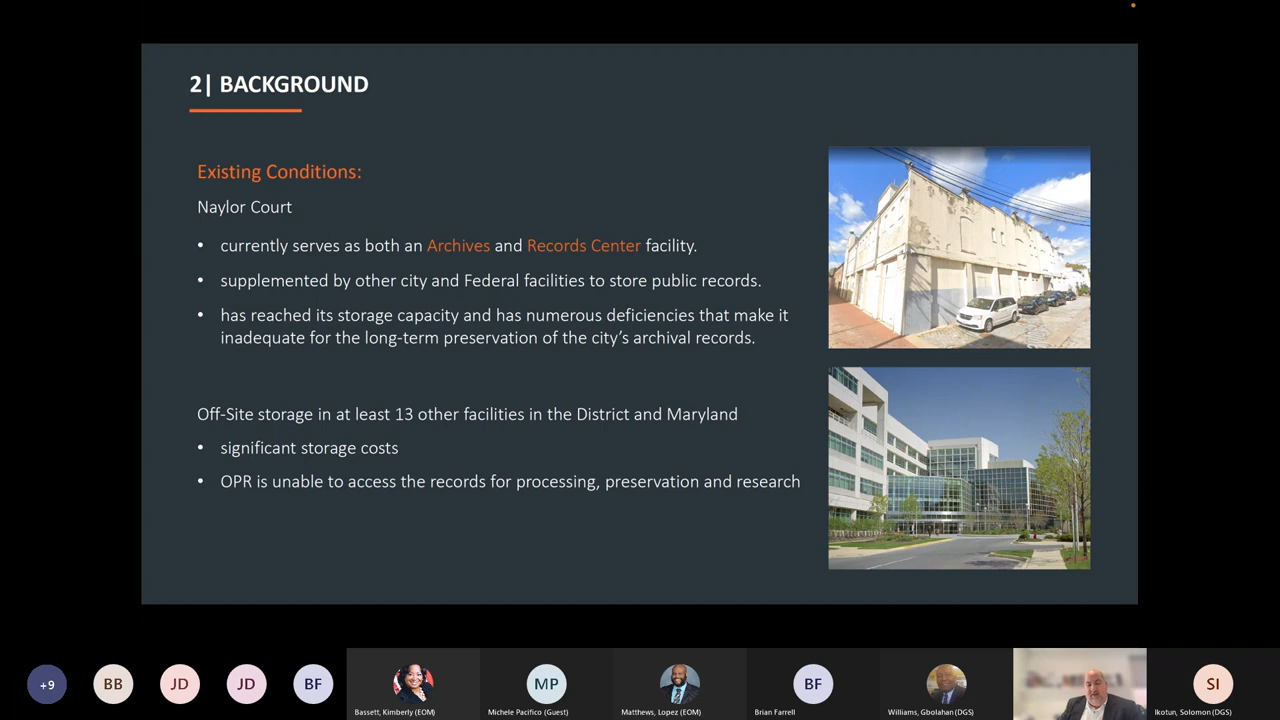 2| BACKGROUND
Existing Conditions:
Naylor Court
• currently serves as both an Archives and Records Center facility.
• supplemented by other city and Federal facilities to store public records.
• has reached its storage capacity and has numerous deficiencies that make it
inadequate for the long-term preservation of the city's archival records.
Off-Site storage in at least 13 other facilities in the District and Maryland
• significant storage costs
• OPR is unable to access the records for processing, preservation and research
+9
BB
JD
JD
BF
Bassett, Kimberly (EOM)
MP
Michele Pacifico (Guest)
Matthews, Lopez (EOM)
BF
Brian Farrell
Williams, Gbolahan (DGS)
SI
Ikotun, Solomon (DGS)